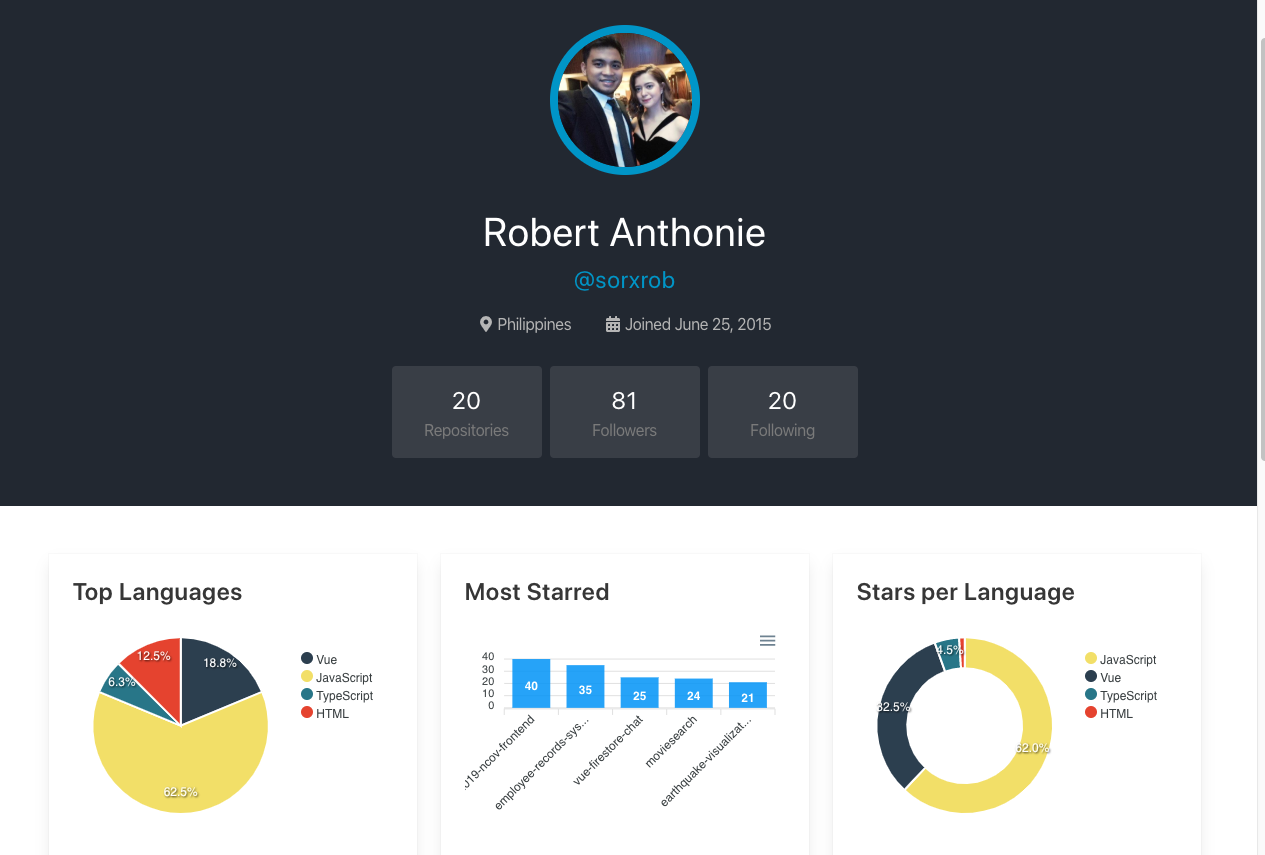 Robert Anthonie
@sorxrob
Philippines Joined June 25, 2015
20 81 20
Repositories Followers Following
Top Languages
12.5%
18.8%
6.3%
62.5%
Vue
JavaScript
TypeScript
HTML
Most Starred
40
30
20
10
0
40
35
25
24
21
019-ncov-frontend
employee-records-sys...
vue-firestore-chat
moviesearch
earthquake-visualizat...
Stars per Language
4.5%
32.5%
62.0%
JavaScript
Vue
TypeScript
HTML